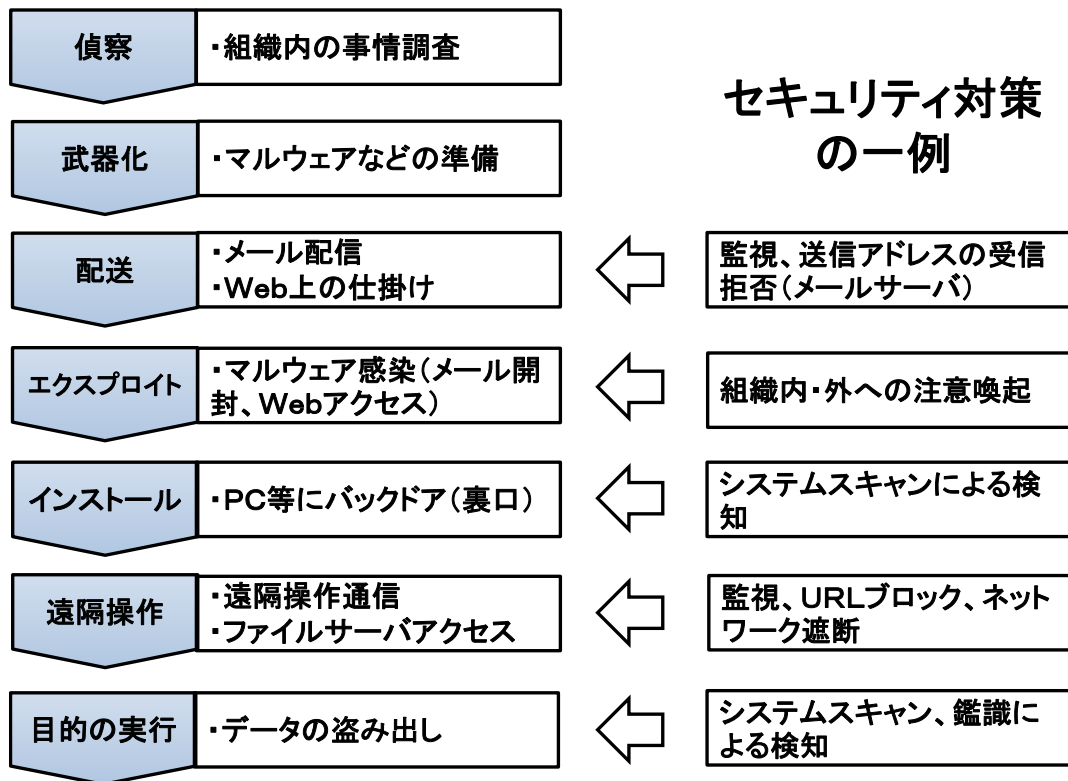 偵察
・組織内の事情調査
セキュリティ対策
の一例
武器化
・マルウェアなどの準備
配送
・メール配信
・Web上の仕掛け
監視、送信アドレスの受信
拒否（メールサーバ）
エクスプロイト
・マルウェア感染（メール開
封、Webアクセス）
組織内・外への注意喚起
インストール
・PC等にバックドア（裏口）
システムスキャンによる検
知
遠隔操作
・遠隔操作通信
・ファイルサーバアクセス
監視、URLブロック、ネット
ワーク遮断
目的の実行
・データの盗み出し
システムスキャン、鑑識に
よる検知